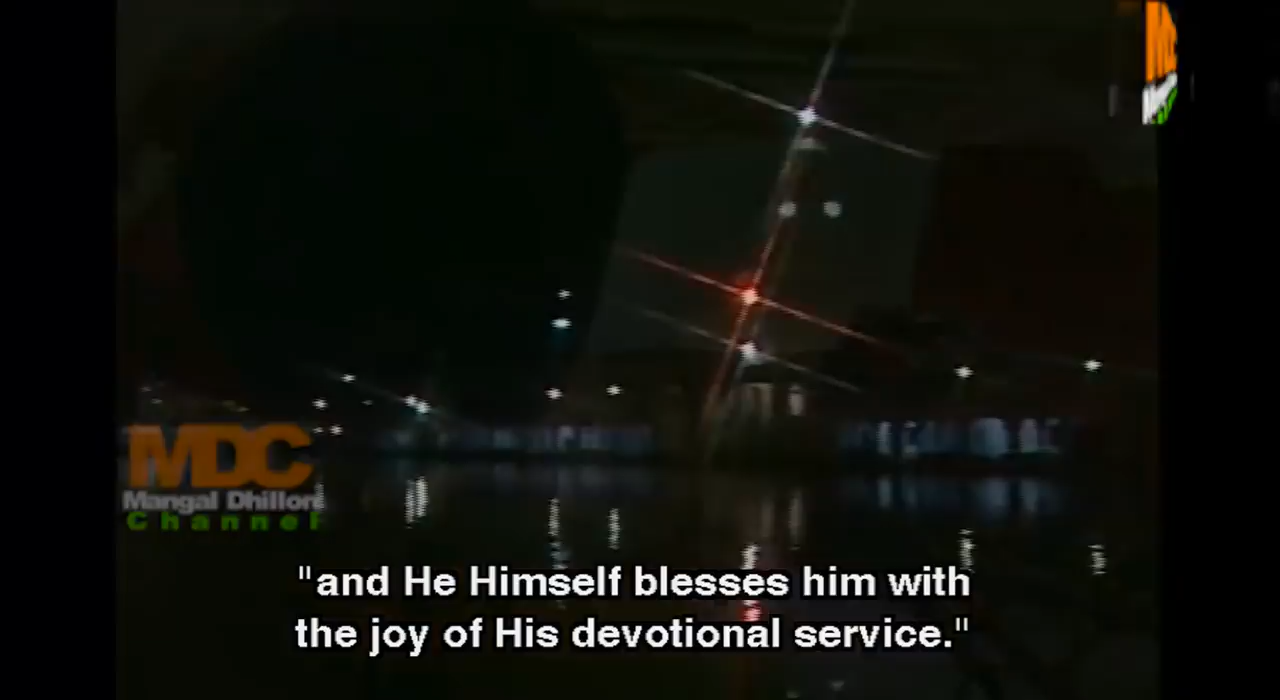 MDC
Mangal Dhillon
Channel
"and He Himself blesses him with
the joy of His devotional service."